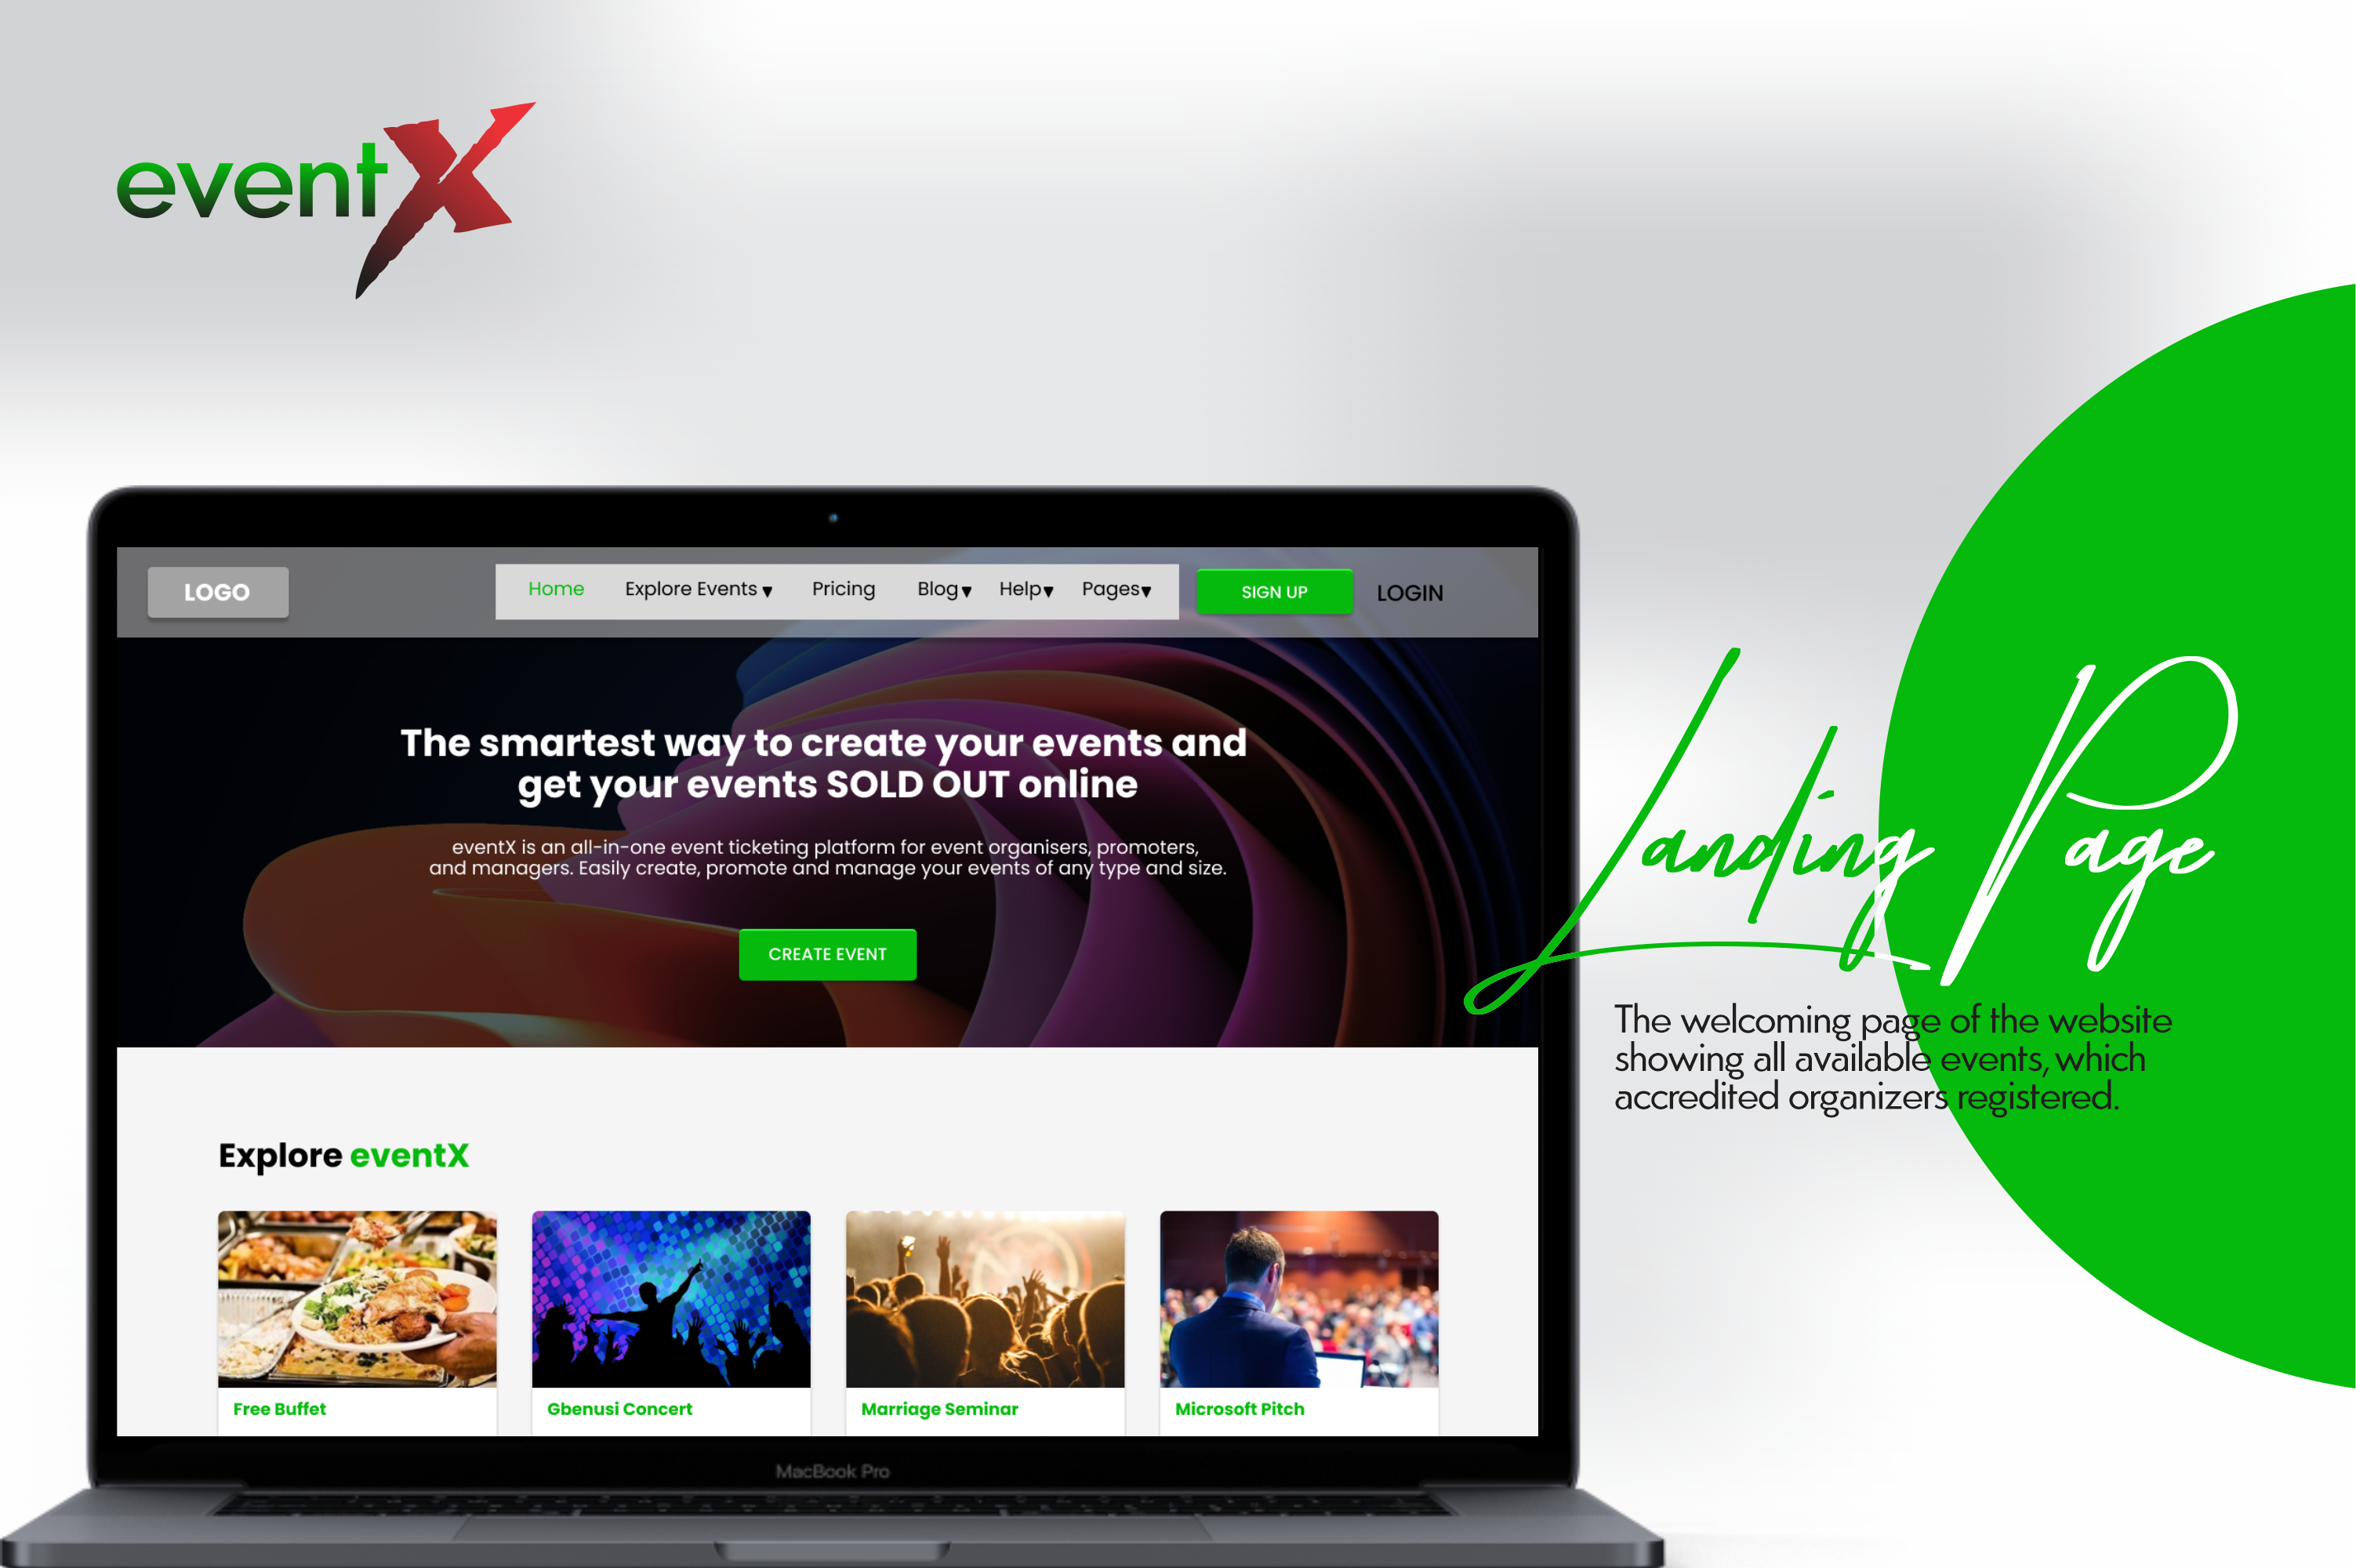 eventX
LOGO
Home Explore Events ▾ Pricing Blog ▾ Help ▾ Pages ▾
SIGN UP
LOGIN
The smartest way to create your events and
get your events SOLD OUT online
eventX is an all-in-one event ticketing platform for event organisers, promoters,
and managers. Easily create, promote and manage your events of any type and size.
CREATE EVENT
Explore eventX
Free Buffet
Gbenusi Concert
Marriage Seminar
Microsoft Pitch
MacBook Pro
Landing Page
The welcoming page of the website
showing all available events, which
accredited organizers registered.